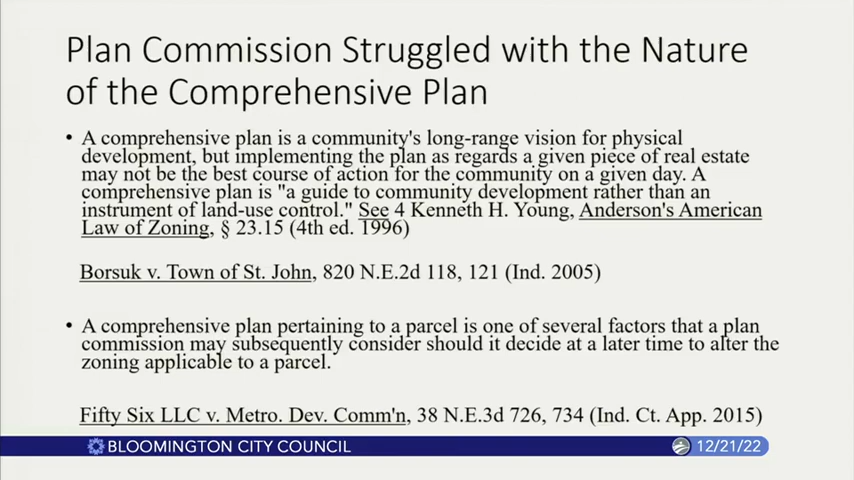 Plan Commission Struggled with the Nature
of the Comprehensive Plan
• A comprehensive plan is a community's long-range vision for physical
development, but implementing the plan as regards a given piece of real estate
may not be the best course of action for the community on a given day. A
comprehensive plan is "a guide to community development rather than an
instrument of land-use control." See 4 Kenneth H. Young, Anderson's American
Law of Zoning, § 23.15 (4th ed. 1996)
Borsuk v. Town of St. John, 820 N.E.2d 118, 121 (Ind. 2005)
• A comprehensive plan pertaining to a parcel is one of several factors that a plan
commission may subsequently consider should it decide at a later time to alter the
zoning applicable to a parcel.
Fifty Six LLC v. Metro. Dev. Comm'n, 38 N.E.3d 726, 734 (Ind. Ct. App. 2015)
BLOOMINGTON CITY COUNCIL
12/21/22